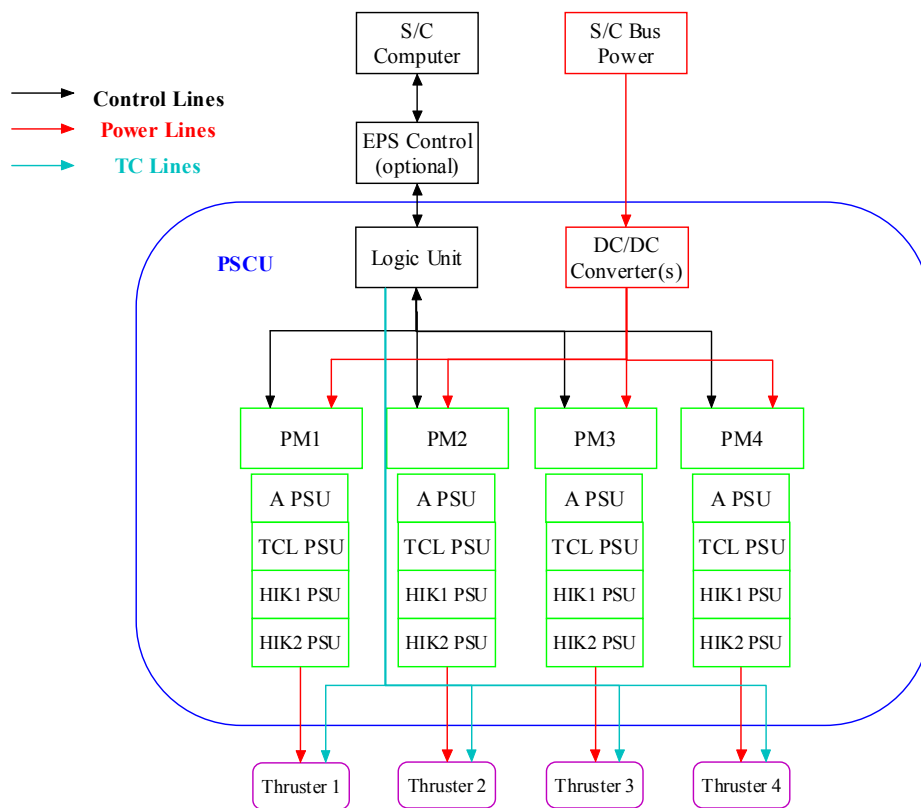 S/C
Computer
S/C Bus
Power
Control Lines
Power Lines
TC Lines
EPS Control
(optional)
PSCU
Logic Unit
DC/DC
Converter(s)
PM1
PM2
PM3
PM4
A PSU
A PSU
A PSU
A PSU
TCL PSU
TCL PSU
TCL PSU
TCL PSU
HIK1 PSU
HIK1 PSU
HIK1 PSU
HIK1 PSU
HIK2 PSU
HIK2 PSU
HIK2 PSU
HIK2 PSU
Thruster 1
Thruster 2
Thruster 3
Thruster 4